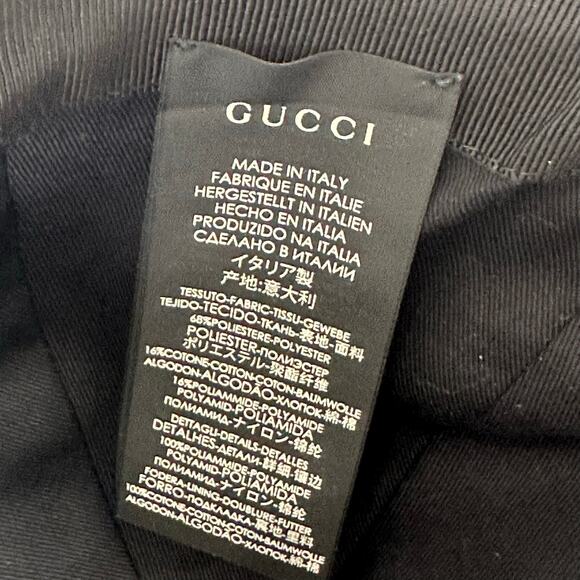 GUCCI
MADE IN ITALY
FABRIQUE EN ITALIE
HERGESTELLT IN ITALIEN
HECHO EN ITALIA
PRODUZIDO NA ITALIA
СДЕЛАНО В ИТАЛИИ
イタリア製
产地:意大利
TESSUTO-FABRIC-TISSU-GEWEBE
TEJIDO-TECIDO-ТКАНЬ-表地-面料
68%POLIESTERE-POLYESTER
POLIESTER-ПОЛИЭСТЕР
ポリエステル-聚酯纤维
16%COTONE-COTTON-COTON-BAUMWOLLE
ALGODON-ALGODÃO-ХЛОПОК-綿-棉
16%POLIAMMIDE-POLYAMIDE
POLYAMID-POLIAMIDA
ПОЛИАМИД-ナイロン-锦纶
DETTAGLI-DETAILS-DETALLES
DETALHES-ДЕТАЛИ-詳細-镶边
100%POLIAMMIDE-POLYAMIDE
POLYAMID-POLIAMIDA
ПОЛИАМИД-ナイロン-锦纶
FODERA-LINING-DOUBLURE-FUTTER
FORRO-ПОДКЛАДКА-裏地-里料
100%COTONE-COTTON-COTON-BAUMWOLLE
ALGODON-ALGODÃO-ХЛОПОК-綿-棉